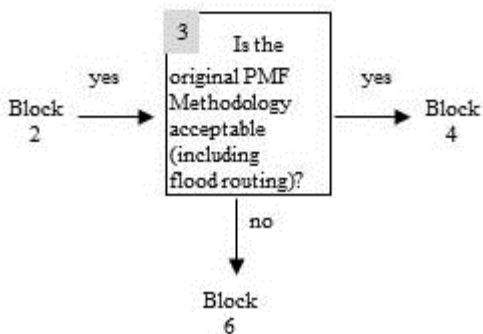 3
Is the
original PMF
Methodology
acceptable
(including
flood routing)?
yes
Block
2
yes
Block
4
no
Block
6